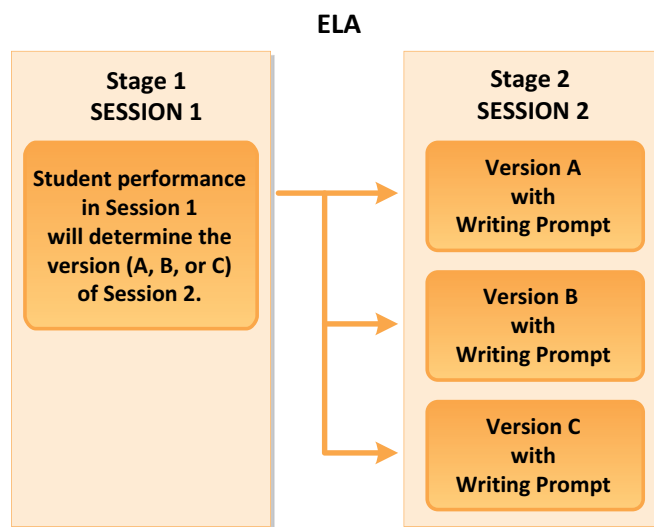 ELA
Stage 1
SESSION 1
Student performance
in Session 1
will determine the
version (A, B, or C)
of Session 2.
Stage 2
SESSION 2
Version A
with
Writing Prompt
Version B
with
Writing Prompt
Version C
with
Writing Prompt